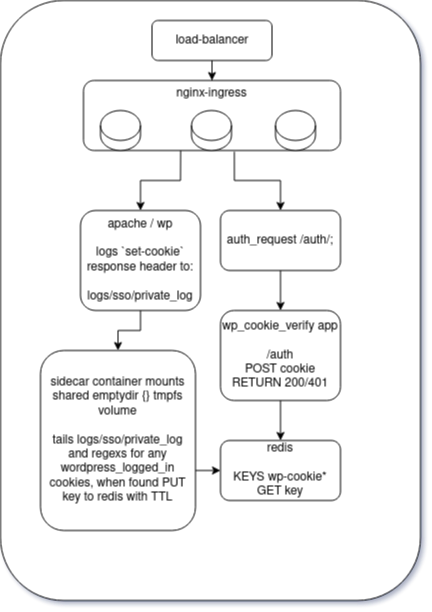 load-balancer
nginx-ingress
apache / wp
logs `set-cookie`
response header to:
logs/sso/private_log
auth_request /auth/;
wp_cookie_verify app
/auth
POST cookie
RETURN 200/401
sidecar container mounts
shared emptydir {} tmpfs
volume
tails logs/sso/private_log
and regexs for any
wordpress_logged_in
cookies, when found PUT
key to redis with TTL
redis
KEYS wp-cookie*
GET key